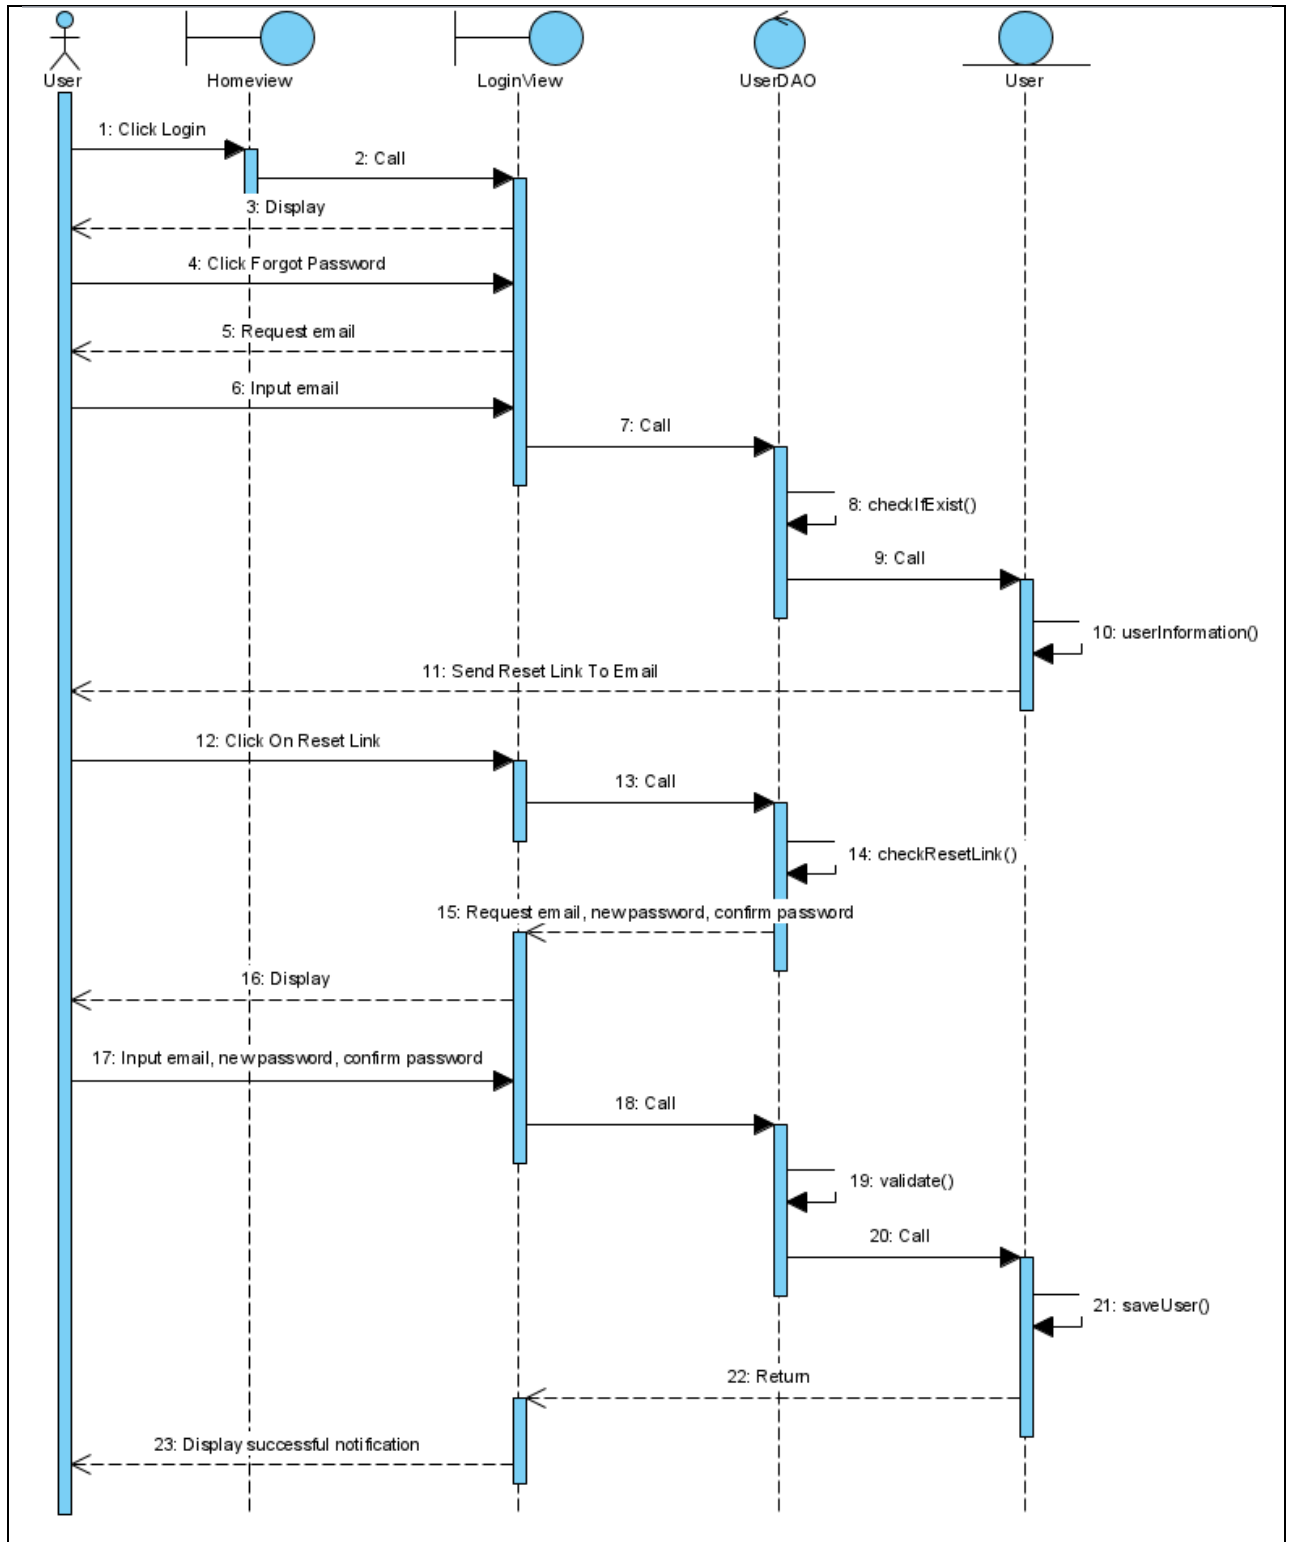 User
Homeview
LoginView
UserDAO
User
1: Click Login
2: Call
3: Display
4: Click Forgot Password
5: Request email
6: Input email
7: Call
8: checkIfExist()
9: Call
10: userInformation()
11: Send Reset Link To Email
12: Click On Reset Link
13: Call
14: checkResetLink()
15: Request email, new password, confirm password
16: Display
17: Input email, new password, confirm password
18: Call
19: validate()
20: Call
21: saveUser()
22: Return
23: Display successful notification